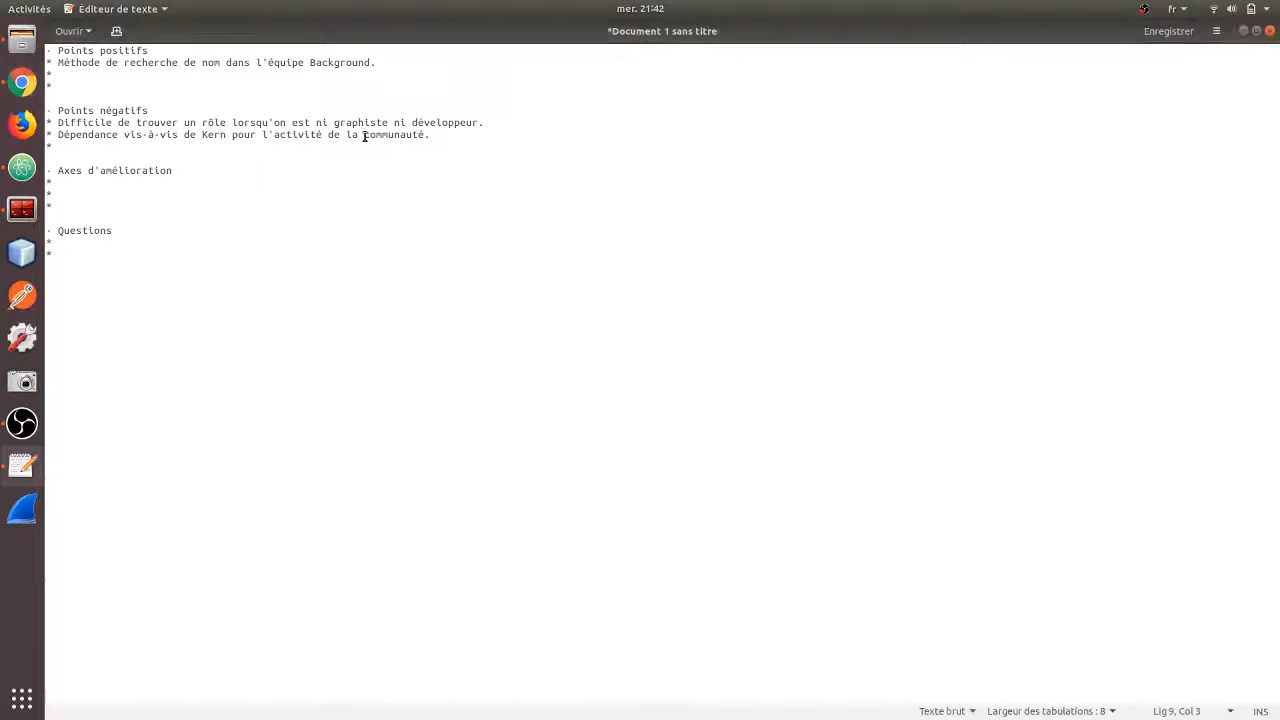 Activités
Éditeur de texte
mer. 21:42
fr
Ouvrir
*Document 1 sans titre
Enregistrer
- Points positifs
* Méthode de recherche de nom dans l'équipe Background.
*
*
- Points négatifs
* Difficile de trouver un rôle lorsqu'on est ni graphiste ni développeur.
* Dépendance vis-à-vis de Kern pour l'activité de la communauté.
*
- Axes d'amélioration
*
*
*
- Questions
*
*
Texte brut
Largeur des tabulations : 8
Lig 9, Col 3
INS